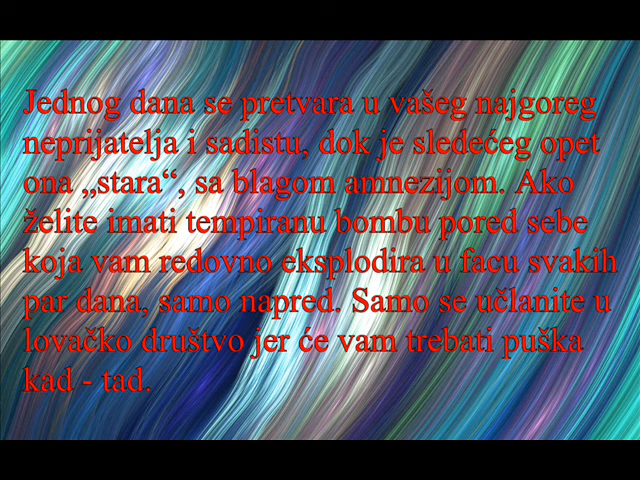 Jednog dana se pretvara u vašeg najgoreg
neprijatelja i sadistu, dok je sledećeg opet
ona „stara“, sa blagom amnezijom. Ako
želite imati tempiranu bombu pored sebe
koja vam redovno eksplodira u facu svakih
par dana, samo napred. Samo se učlanite u
lovačko društvo jer će vam trebati puška
kad - tad.